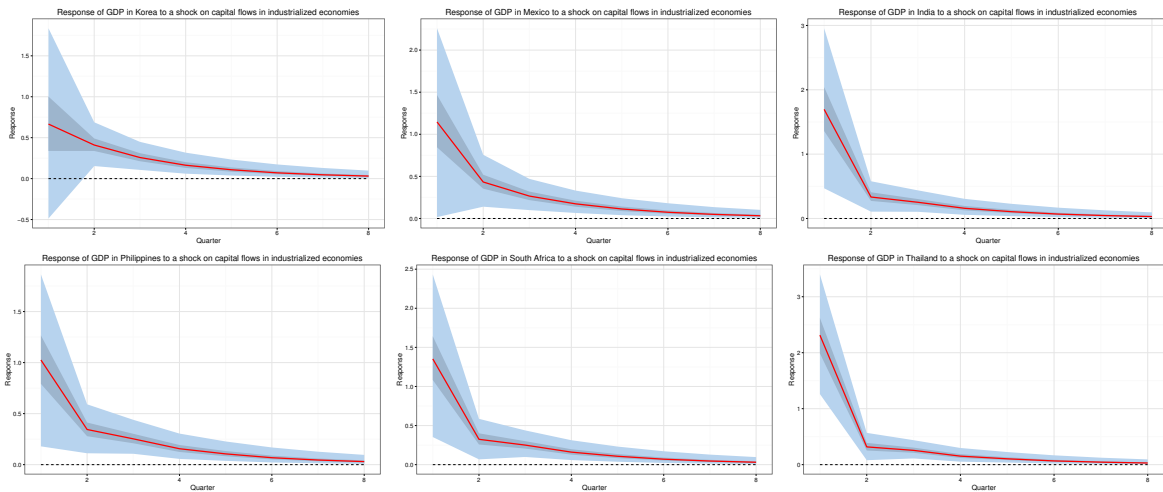 Response of GDP in Korea to a shock on capital flows in industrialized economies
Response
1.5
1.0
0.5
0.0
−0.5
2
4
6
8
Quarter
Response of GDP in Mexico to a shock on capital flows in industrialized economies
Response
2.0
1.5
1.0
0.5
0.0
2
4
6
8
Quarter
Response of GDP in India to a shock on capital flows in industrialized economies
Response
3
2
1
0
2
4
6
8
Quarter
Response of GDP in Philippines to a shock on capital flows in industrialized economies
Response
1.5
1.0
0.5
0.0
2
4
6
8
Quarter
Response of GDP in South Africa to a shock on capital flows in industrialized economies
Response
2.5
2.0
1.5
1.0
0.5
0.0
2
4
6
8
Quarter
Response of GDP in Thailand to a shock on capital flows in industrialized economies
Response
3
2
1
0
2
4
6
8
Quarter